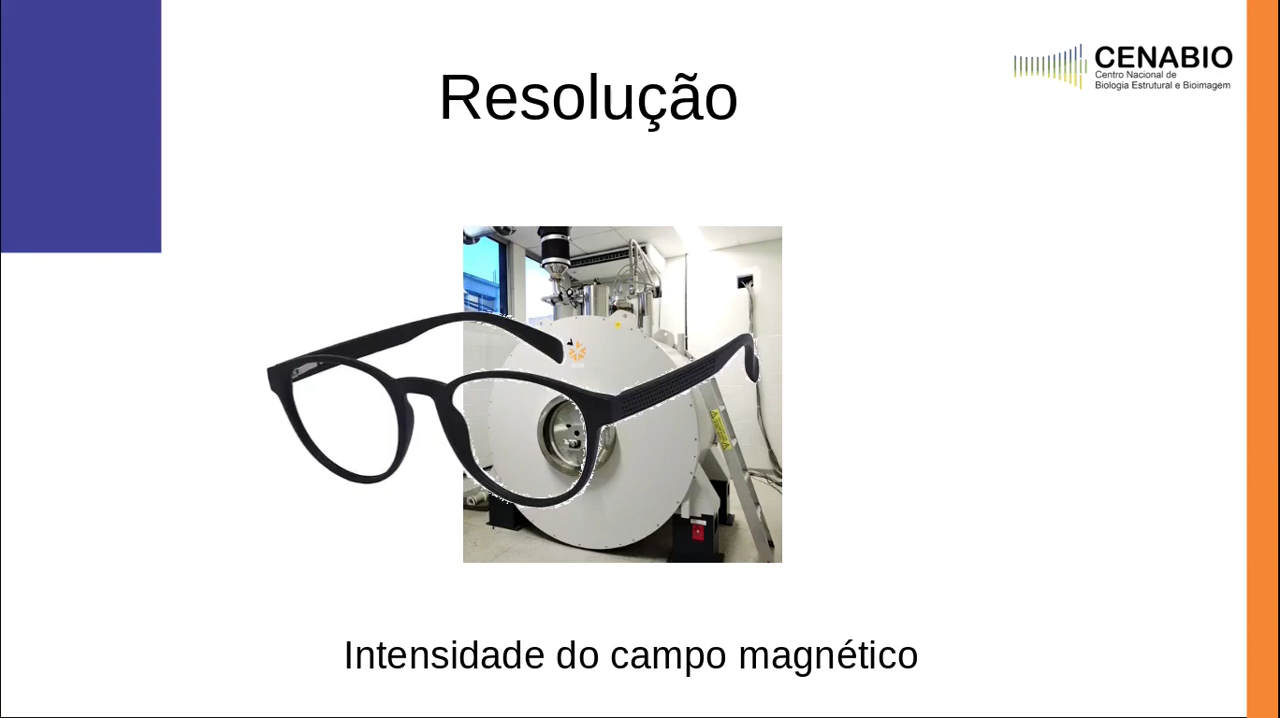 CENABIO
Centro Nacional de
Biologia Estrutural e Bioimagem
Resolução
Intensidade do campo magnético